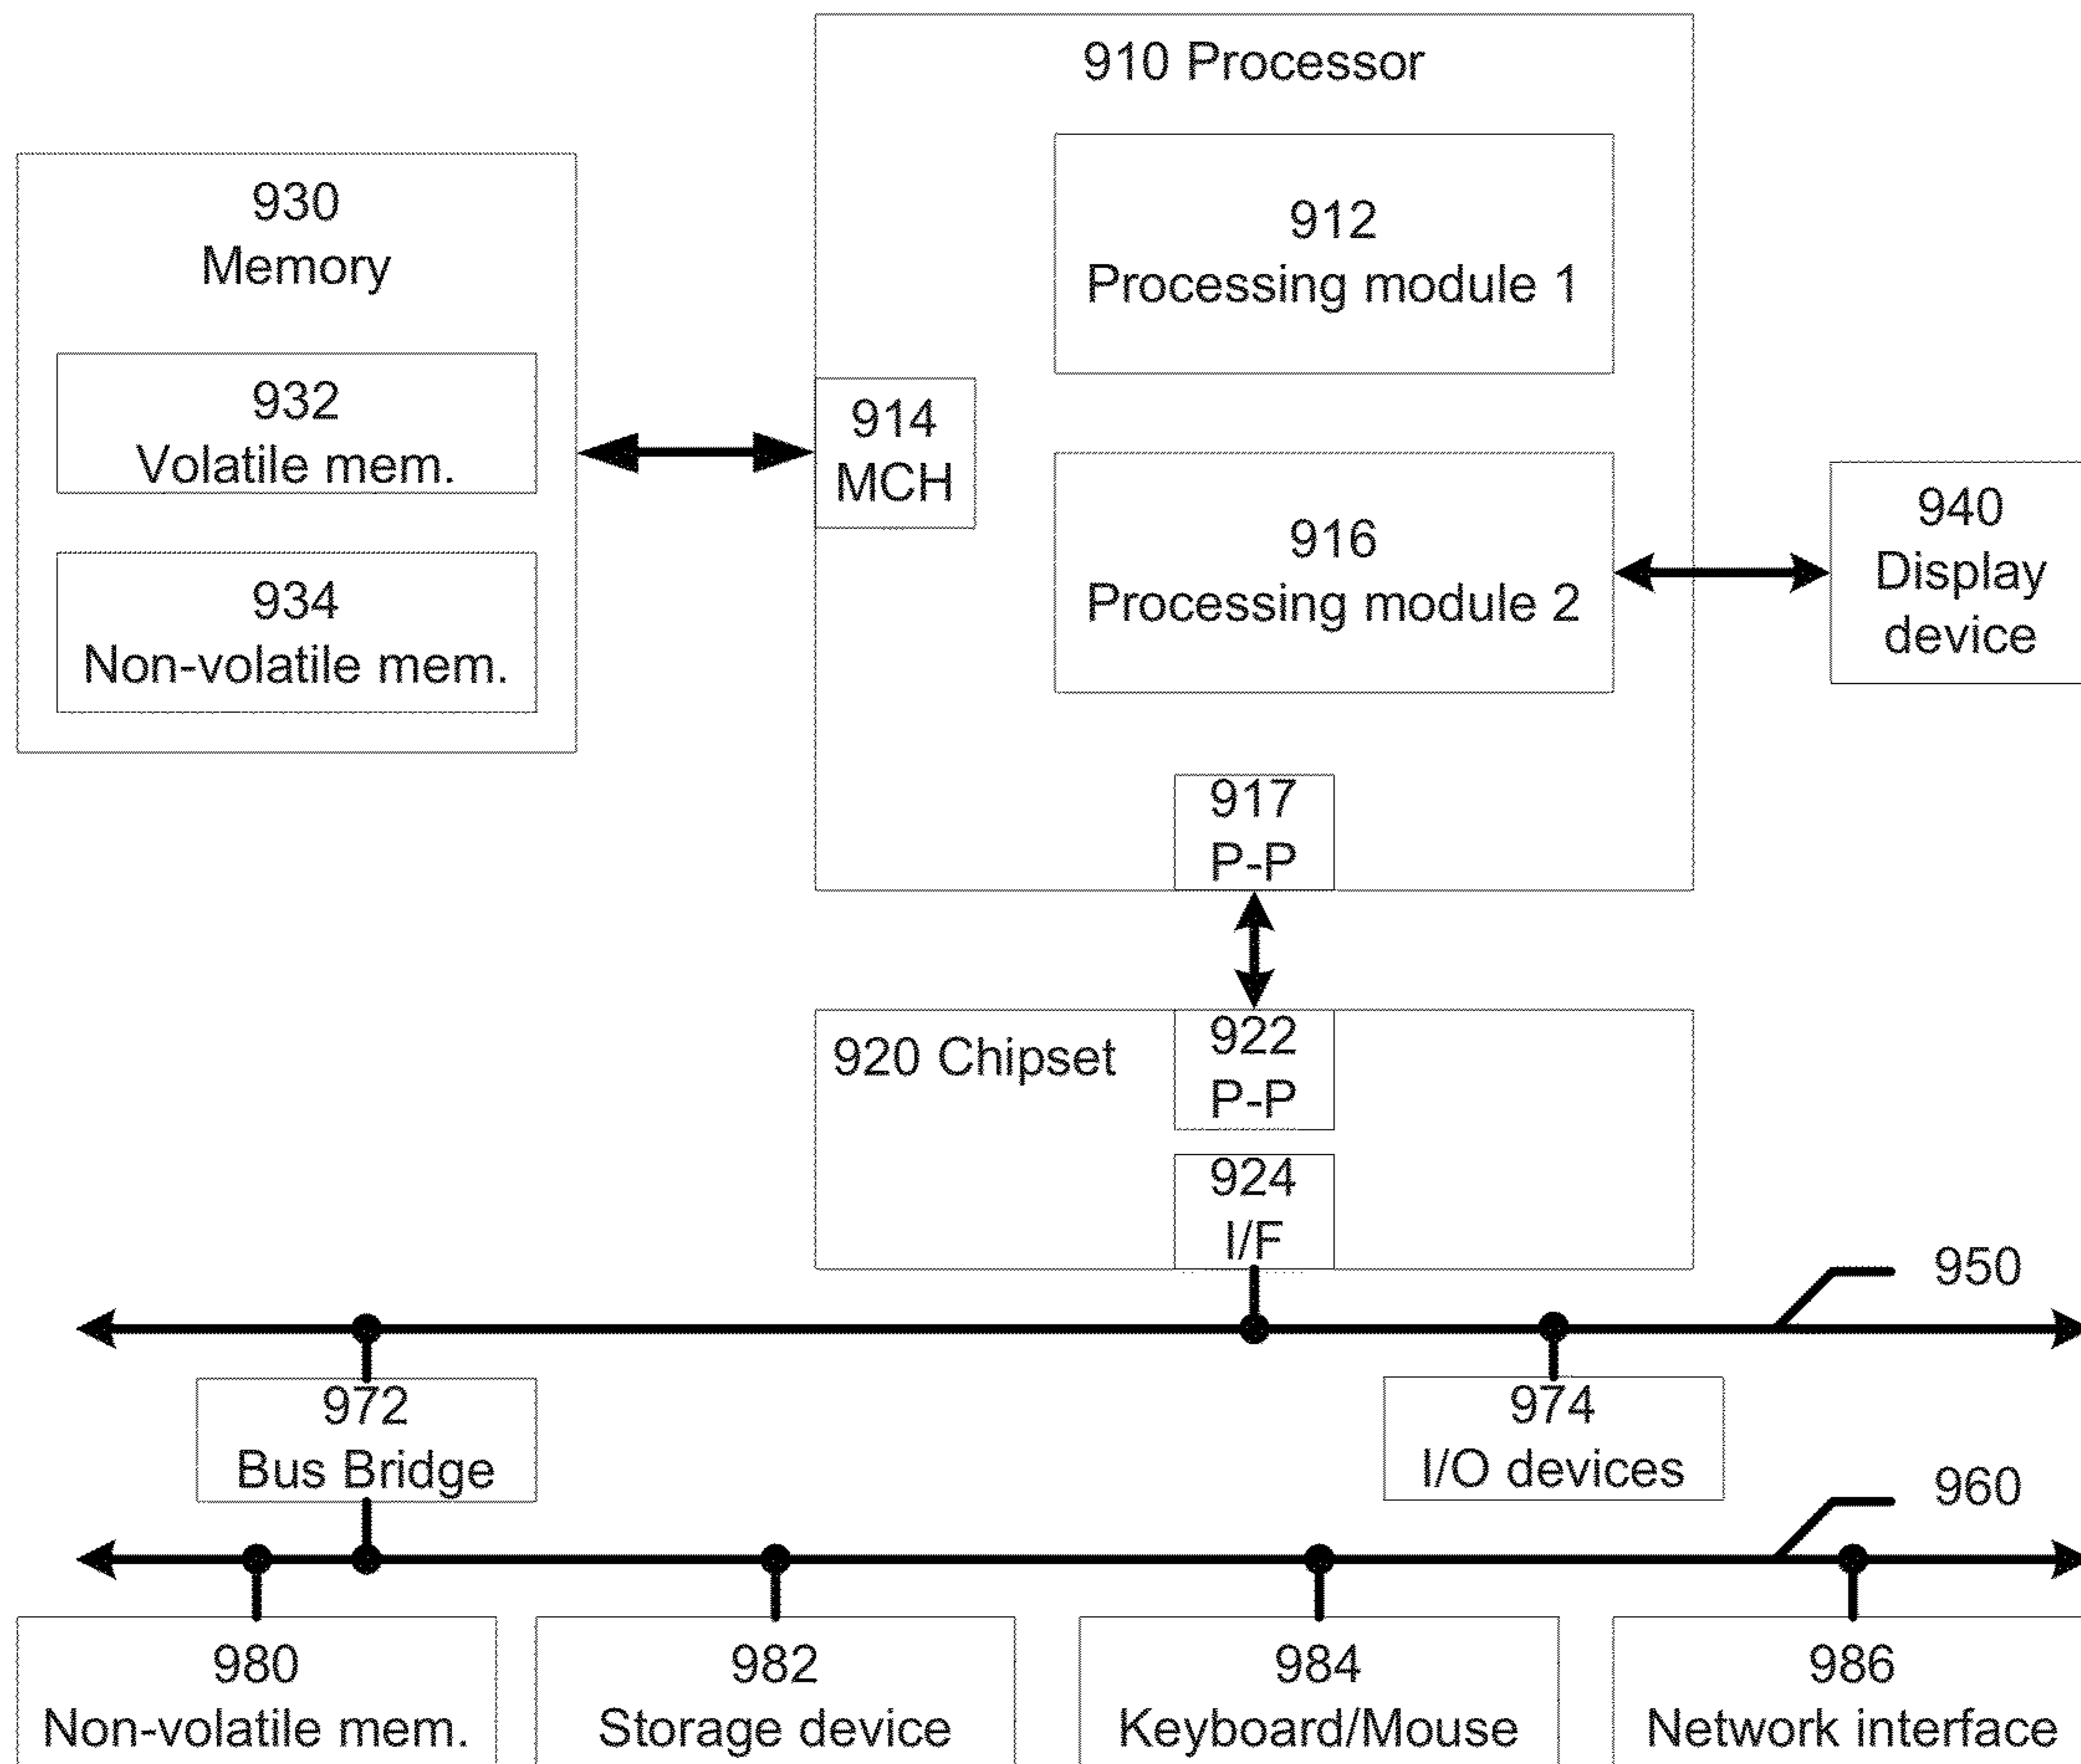 910 Processor
930
Memory
912
Processing module 1
932
Volatile mem.
914
MCH
934
Non-volatile mem.
916
Processing module 2
940
Display
device
917
P-P
920 Chipset
922
P-P
924
I/F
950
972
Bus Bridge
974
I/O devices
960
980
Non-volatile mem.
982
Storage device
984
Keyboard/Mouse
986
Network interface